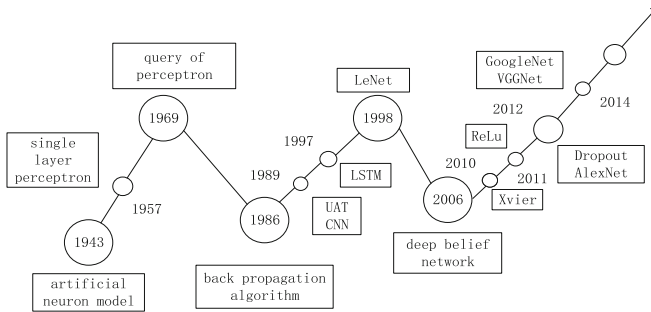 query of
perceptron
1969
single
layer
perceptron
1957
1943
artificial
neuron model
1986
back propagation
algorithm
1989
UAT
CNN
1997
LSTM
LeNet
1998
2006
deep belief
network
2010
Xvier
ReLu
2011
2012
Dropout
AlexNet
GoogleNet
VGGNet
2014